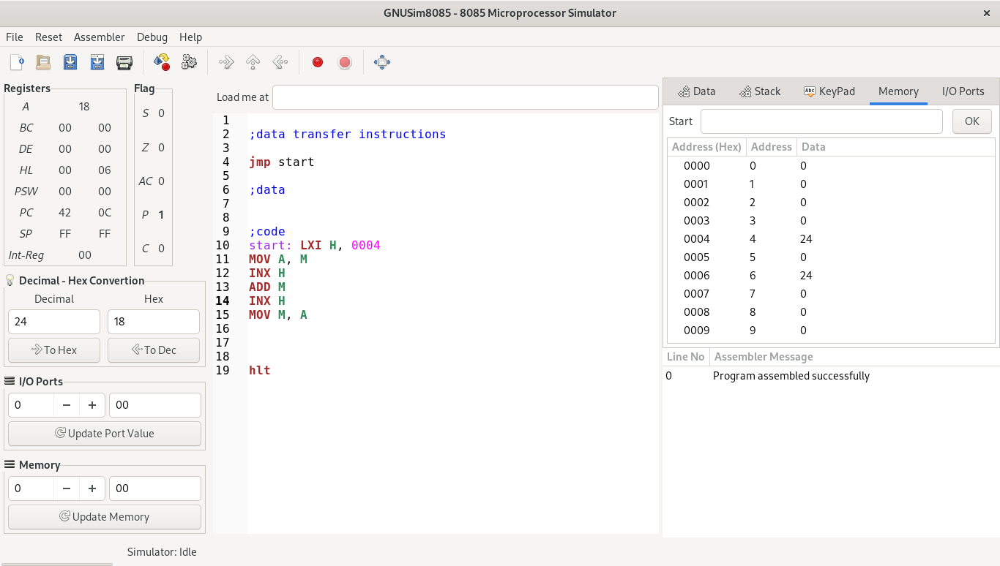 GNUSim8085 - 8085 Microprocessor Simulator
File Reset Assembler Debug Help
Registers
A 18
BC 00 00
DE 00 00
HL 00 06
PSW 00 00
PC 42 0C
SP FF FF
Int-Reg 00
Flag
S 0
Z 0
AC 0
P 1
C 0
Decimal - Hex Convertion
Decimal Hex
24 18
To Hex To Dec
I/O Ports
0 − + 00
Update Port Value
Memory
0 − + 00
Update Memory
Load me at
1
2 ;data transfer instructions
3
4 jmp start
5
6 ;data
7
8
9 ;code
10 start: LXI H, 0004
11 MOV A, M
12 INX H
13 ADD M
14 INX H
15 MOV M, A
16
17
18
19 hlt
Data Stack Abc KeyPad Memory I/O Ports
Start OK
Address (Hex) Address Data
0000 0 0
0001 1 0
0002 2 0
0003 3 0
0004 4 24
0005 5 0
0006 6 24
0007 7 0
0008 8 0
0009 9 0
Line No Assembler Message
0 Program assembled successfully
Simulator: Idle